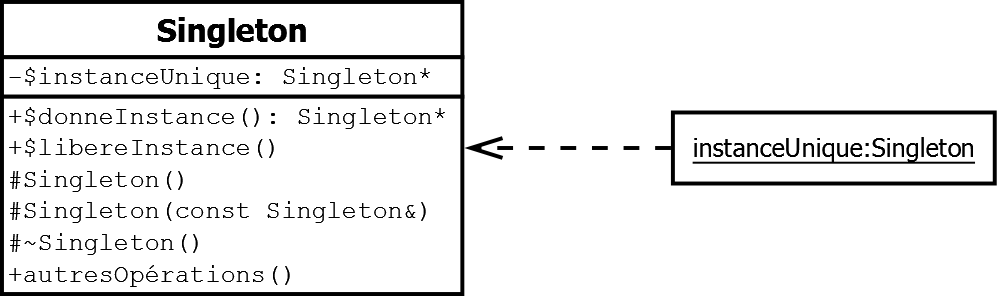 Singleton
-$instanceUnique: Singleton*
+$donneInstance(): Singleton*
+$libereInstance()
#Singleton()
#Singleton(const Singleton&)
#~Singleton()
+autresOpérations()
instanceUnique:Singleton